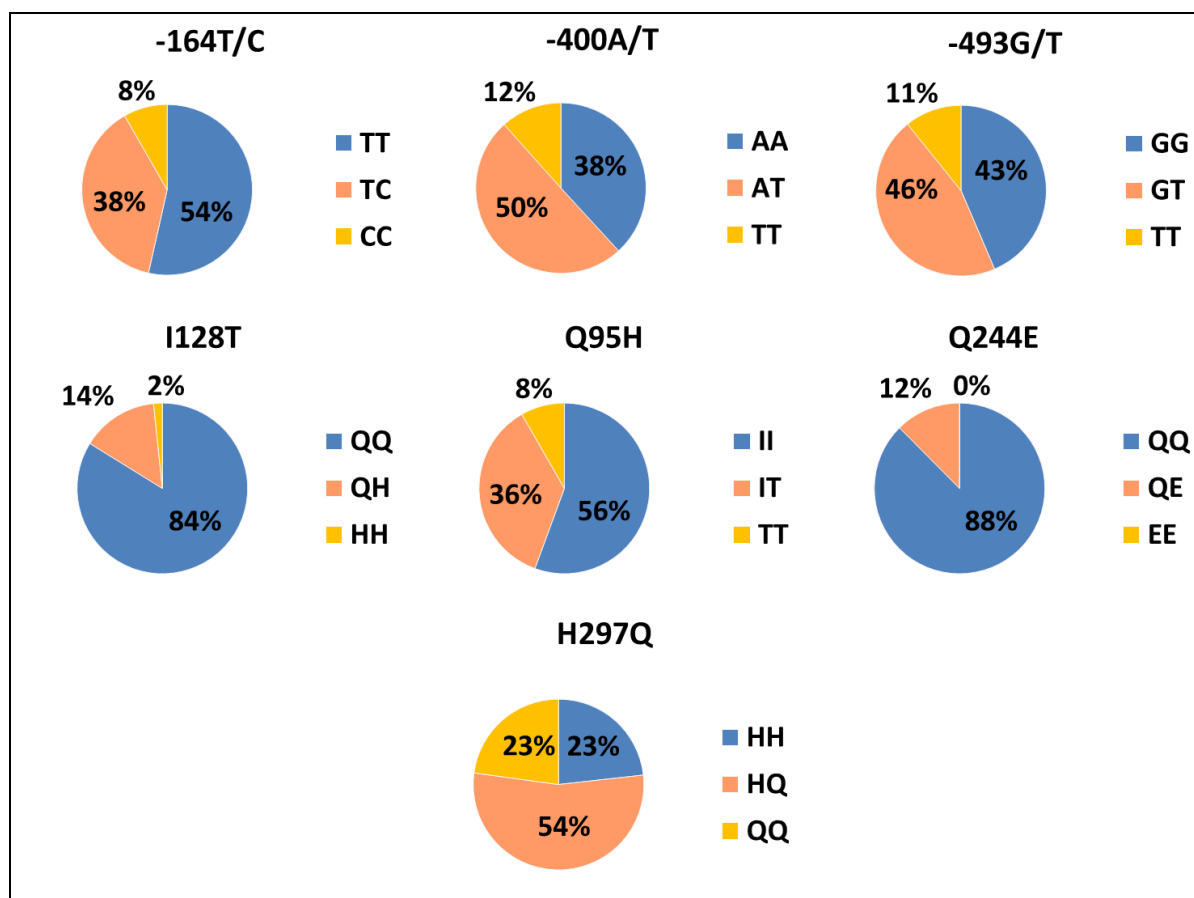 -164T/C
8%
38%
54%
TT
TC
CC
-400A/T
12%
38%
50%
AA
AT
TT
-493G/T
11%
43%
46%
GG
GT
TT
I128T
14%
2%
84%
QQ
QH
HH
Q95H
8%
36%
56%
II
IT
TT
Q244E
12%
0%
88%
QQ
QE
EE
H297Q
23%
23%
54%
HH
HQ
QQ